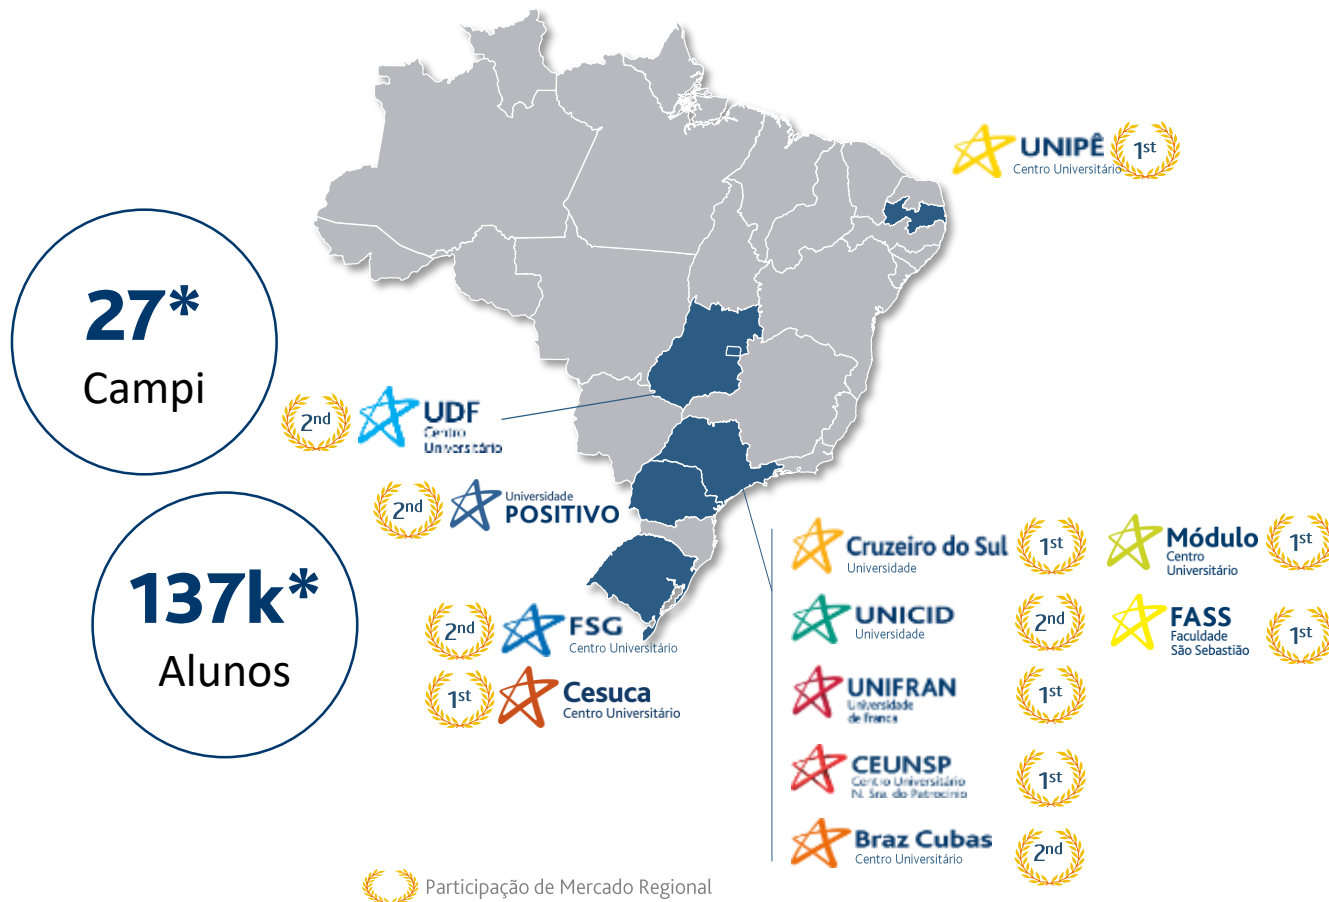 UNIPÊ
Centro Universitário
1st
27*
Campi
2nd
UDF
Centro
Universitário
2nd
Universidade
POSITIVO
137k*
Alunos
2nd
FSG
Centro Universitário
1st
Cesuca
Centro Universitário
Cruzeiro do Sul
Universidade
1st
Módulo
Centro
Universitário
1st
UNICID
Universidade
2nd
FASS
Faculdade
São Sebastião
1st
UNIFRAN
Universidade
de Franca
1st
CEUNSP
Centro Universitário
N. Sra. do Patrocínio
1st
Braz Cubas
Centro Universitário
2nd
Participação de Mercado Regional